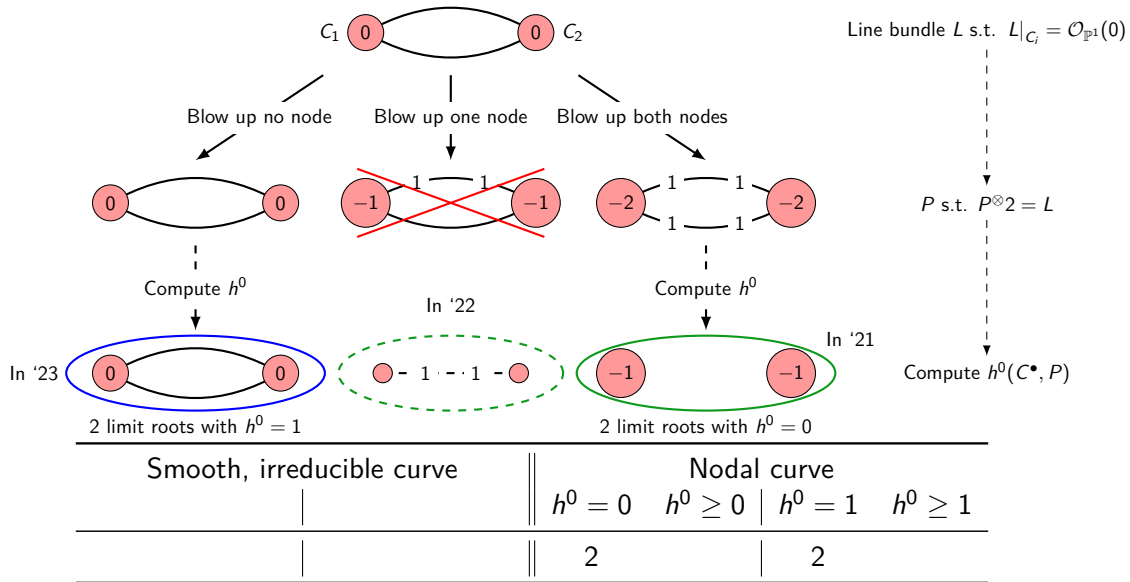 C₁ 0 0 C₂ Line bundle L s.t. L|_{C_i} = 𝒪_{ℙ¹}(0)
Blow up no node Blow up one node Blow up both nodes
0 0 −1 1 1 −1 −2 1 1 −2 P s.t. P^⊗2 = L
1 1
Compute h⁰ Compute h⁰
In ‘22
In ‘21
In ‘23 0 0 1 1 −1 −1 Compute h⁰(C^•, P)
2 limit roots with h⁰ = 1 2 limit roots with h⁰ = 0
Smooth, irreducible curve Nodal curve
h⁰ = 0 h⁰ ≥ 0 h⁰ = 1 h⁰ ≥ 1
2 2